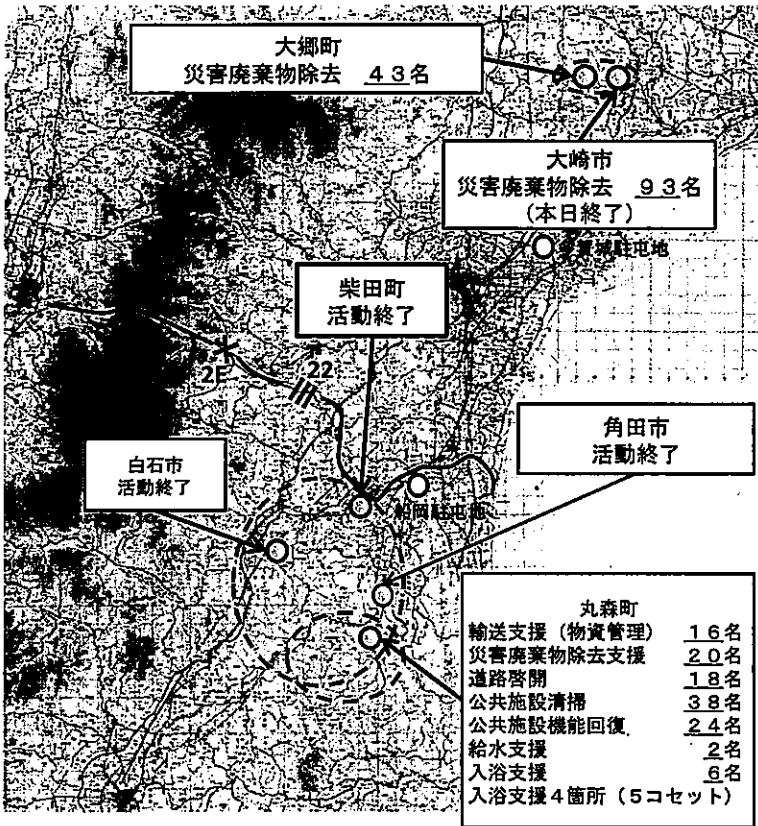 大郷町
災害廃棄物除去 43名
大崎市
災害廃棄物除去 93名
(本日終了)
賀城駐屯地
柴田町
活動終了
22
角田市
活動終了
白石市
活動終了
船岡駐屯地
丸森町
輸送支援(物資管理) 16名
災害廃棄物除去支援 20名
道路啓開 18名
公共施設清掃 38名
公共施設機能回復 24名
給水支援 2名
入浴支援 6名
入浴支援4箇所(5コセット)